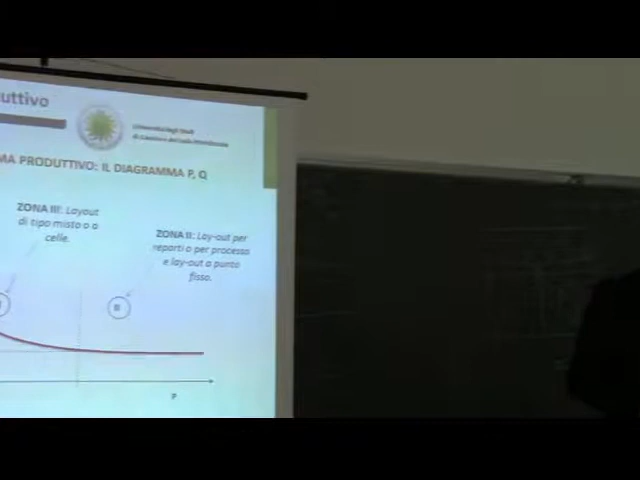 uttivo
Università degli Studi
di Cassino e del Lazio Meridionale
MA PRODUTTIVO: IL DIAGRAMMA P, Q
ZONA III: Layout
di tipo misto o a
celle.
ZONA II: Lay-out per
reparti o per processo
e lay-out a punto
fisso.
II
P